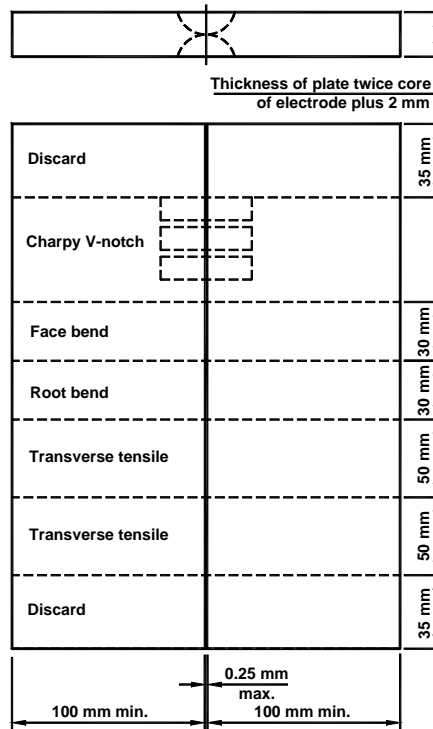 Thickness of plate twice core
of electrode plus 2 mm
Discard
35 mm
Charpy V-notch
Face bend
30 mm
Root bend
30 mm
Transverse tensile
50 mm
Transverse tensile
50 mm
Discard
35 mm
0.25 mm
max.
100 mm min.
100 mm min.